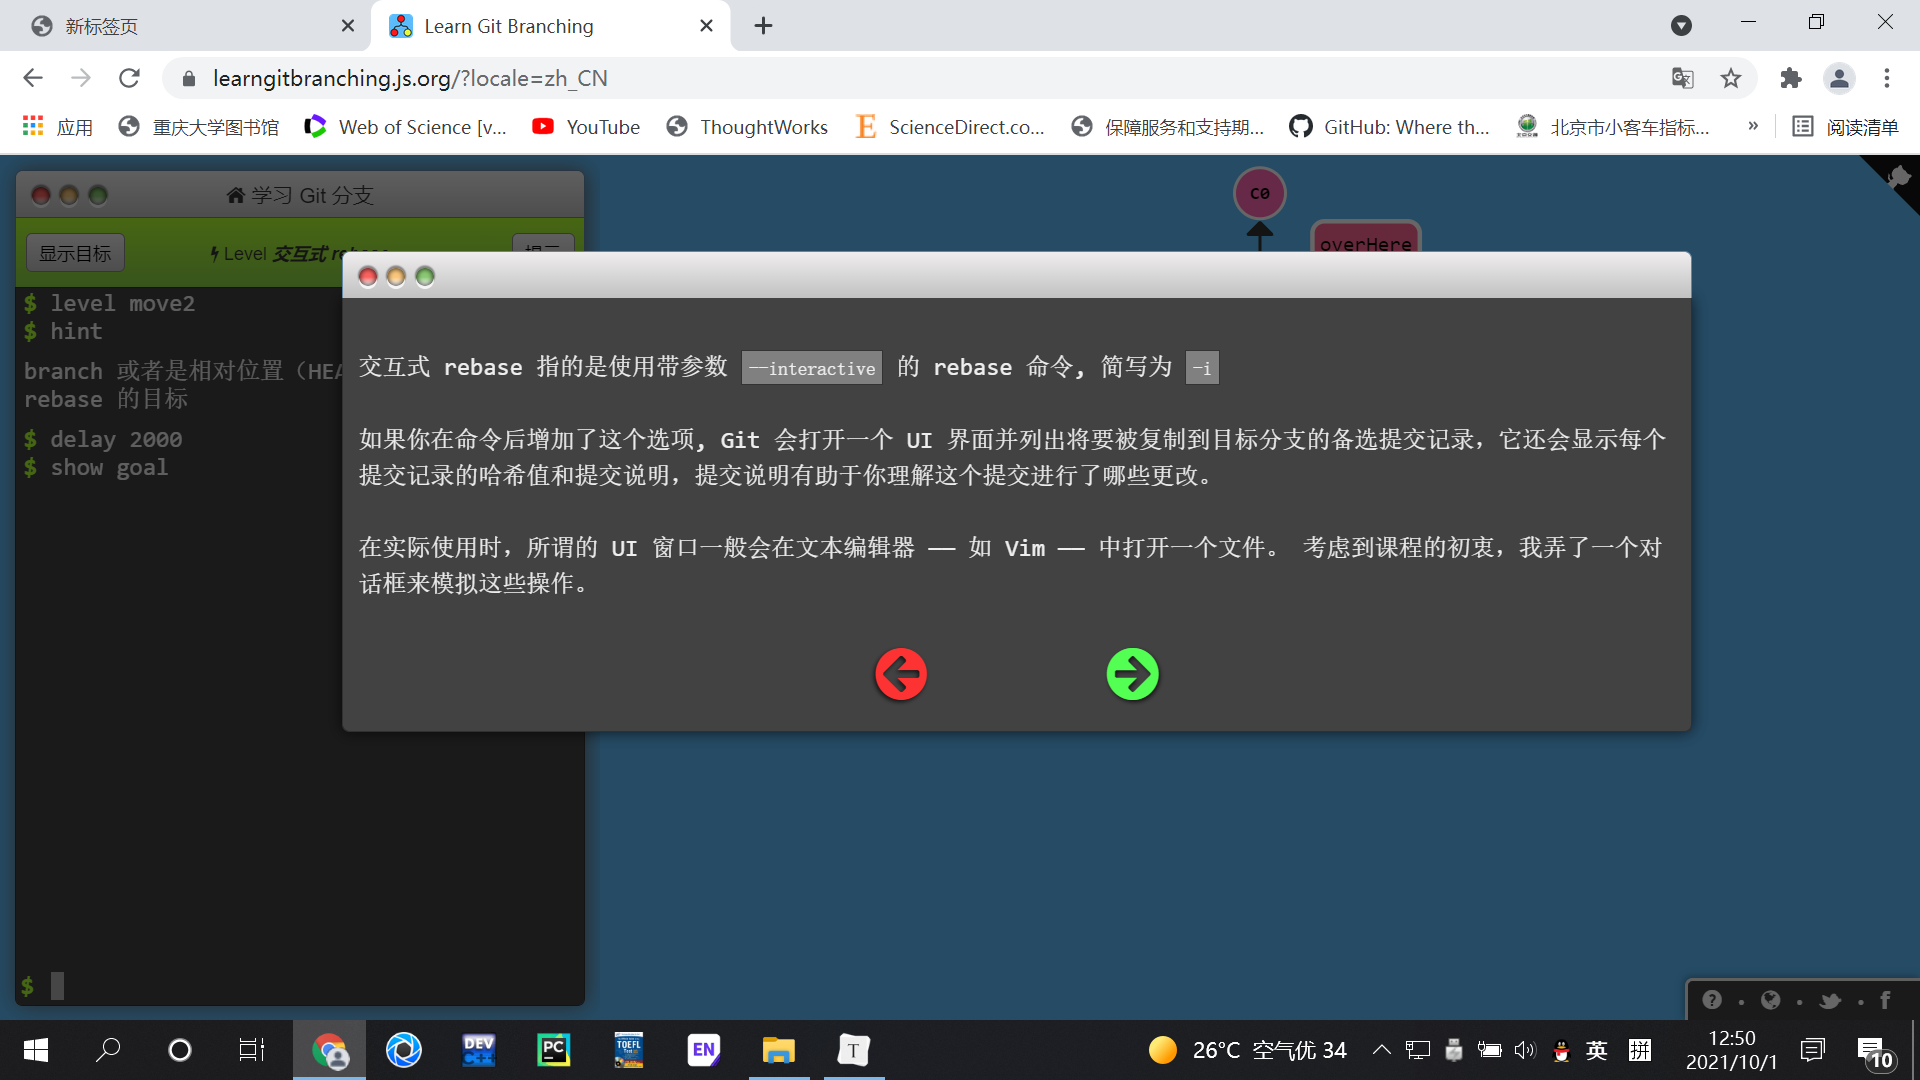 新标签页
Learn Git Branching
learngitbranching.js.org/?locale=zh_CN
应用
重庆大学图书馆
Web of Science [v...
YouTube
ThoughtWorks
E
ScienceDirect.co...
保障服务和支持期...
GitHub: Where th...
北京市小客车指标...
»
阅读清单
学习 Git 分支
C0
overHere
显示目标
Level 交互式 rebase
提示
$ level move2
$ hint
branch 或者是相对位置（HEA
rebase 的目标
$ delay 2000
$ show goal
$
交互式 rebase 指的是使用带参数 --interactive 的 rebase 命令, 简写为 -i
如果你在命令后增加了这个选项, Git 会打开一个 UI 界面并列出将要被复制到目标分支的备选提交记录，它还会显示每个
提交记录的哈希值和提交说明，提交说明有助于你理解这个提交进行了哪些更改。
在实际使用时，所谓的 UI 窗口一般会在文本编辑器 —— 如 Vim —— 中打开一个文件。 考虑到课程的初衷，我弄了一个对
话框来模拟这些操作。
DEV
C++
PC
TOEFL
EN
T
26°C 空气优 34
英
拼
12:50
2021/10/1
10